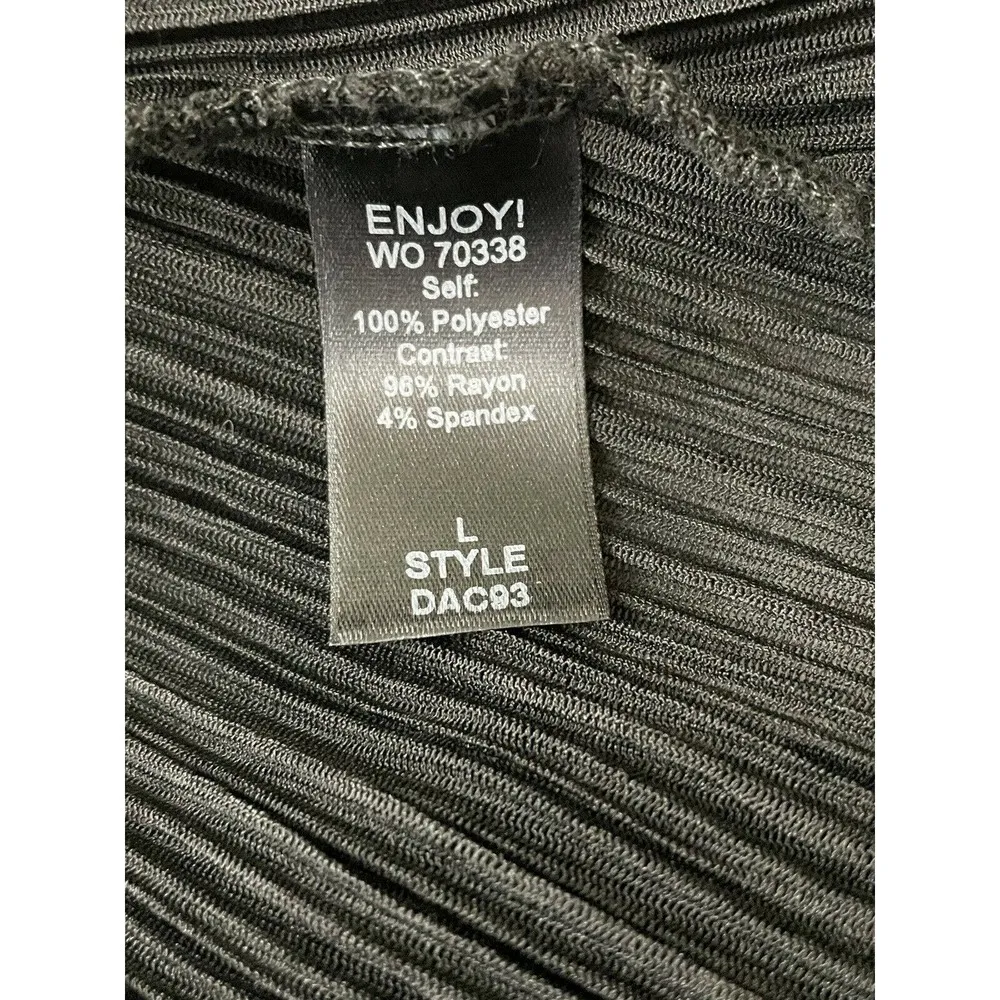 ENJOY!
WO 70338
Self:
100% Polyester
Contrast:
96% Rayon
4% Spandex
L
STYLE
DAC93